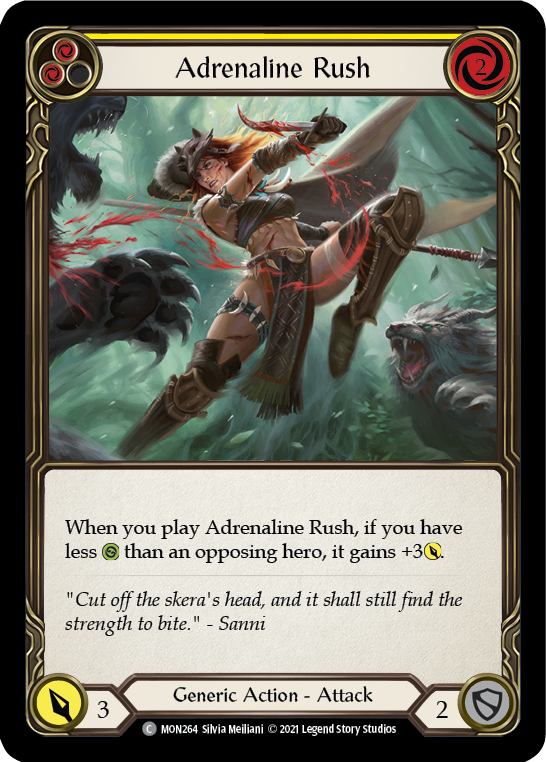 Adrenaline Rush
2
When you play Adrenaline Rush, if you have
less than an opposing hero, it gains +3.
"Cut off the skera's head, and it shall still find the
strength to bite." - Sanni
3
Generic Action - Attack
2
C MON264 Silvia Meiliani © 2021 Legend Story Studios